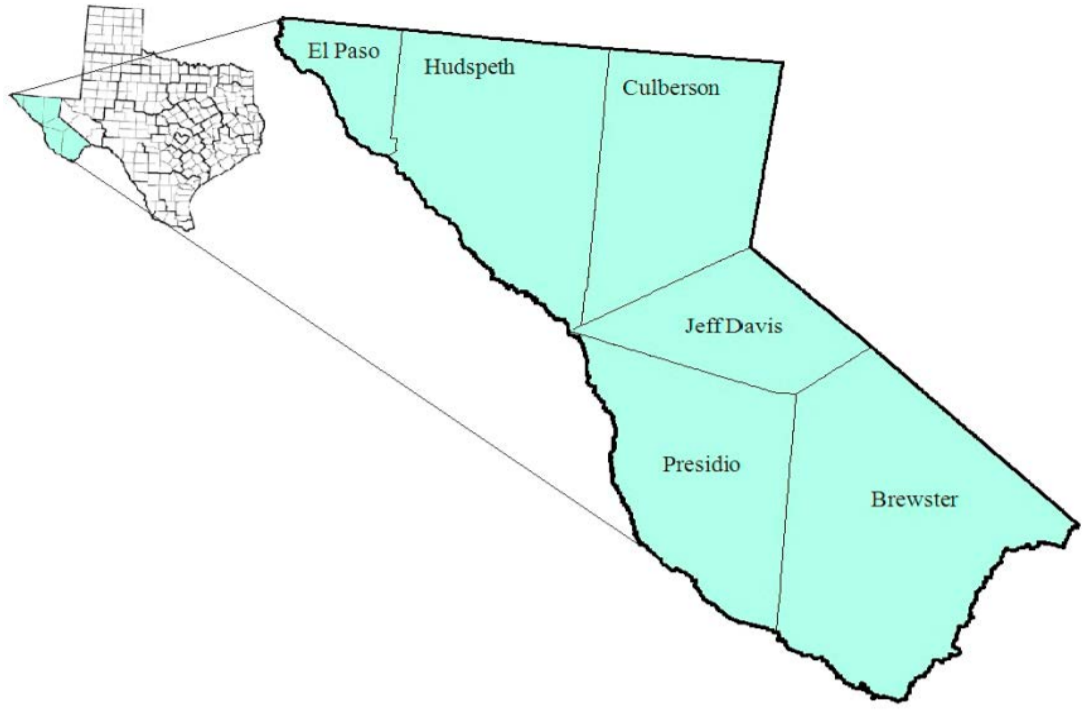 El Paso
Hudspeth
Culberson
Jeff Davis
Presidio
Brewster